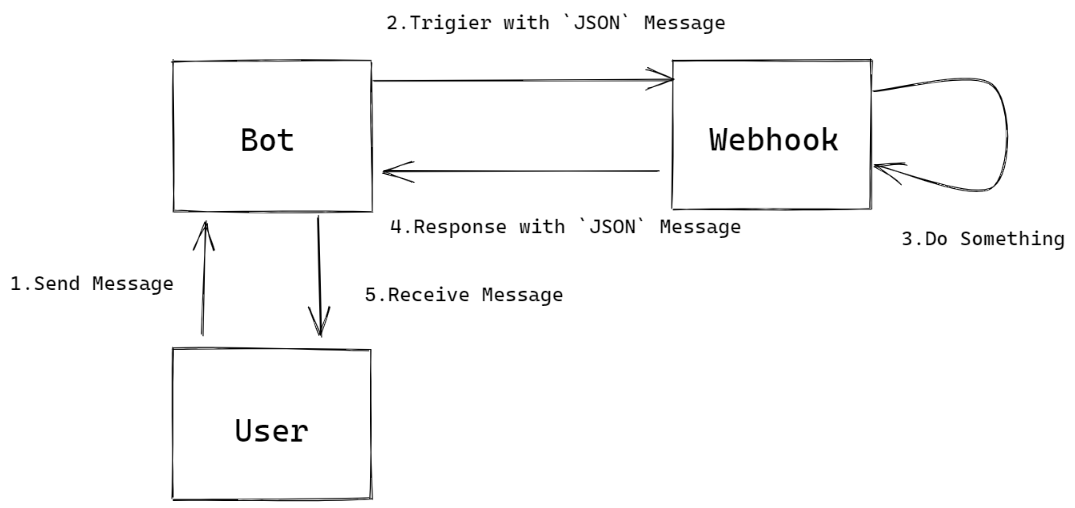 2.Trigier with `JSON` Message
Bot
Webhook
4.Response with `JSON` Message
3.Do Something
1.Send Message
5.Receive Message
User